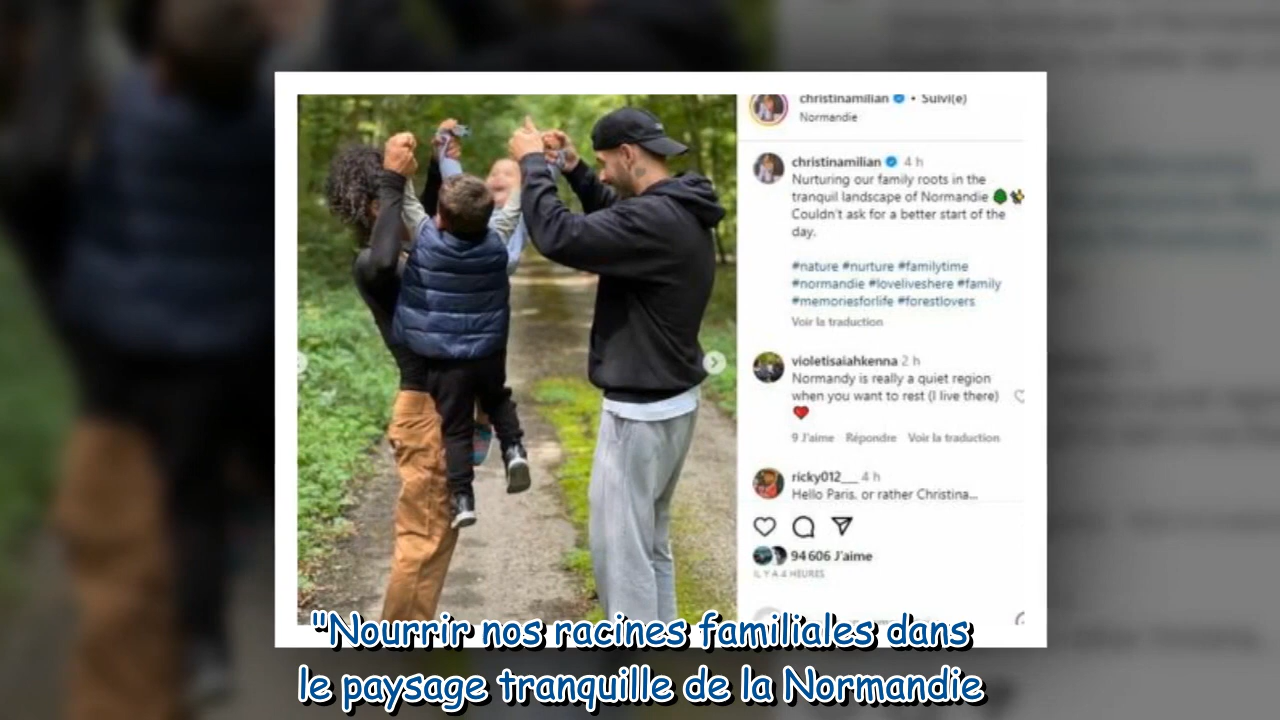 christinamilian • Suivi(e)
Normandie
christinamilian 4 h
Nurturing our family roots in the
tranquil landscape of Normandie
Couldn't ask for a better start of the
day.
#nature #nurture #familytime
#normandie #loveliveshere #family
#memoriesforlife #forestlovers
Voir la traduction
violetisaiahkenna 2 h
Normandy is really a quiet region
when you want to rest (I live there)
9 J'aime Répondre Voir la traduction
ricky012___ 4 h
Hello Paris, or rather Christina...
94 606 J'aime
IL Y A 4 HEURES
"Nourrir nos racines familiales dans
le paysage tranquille de la Normandie